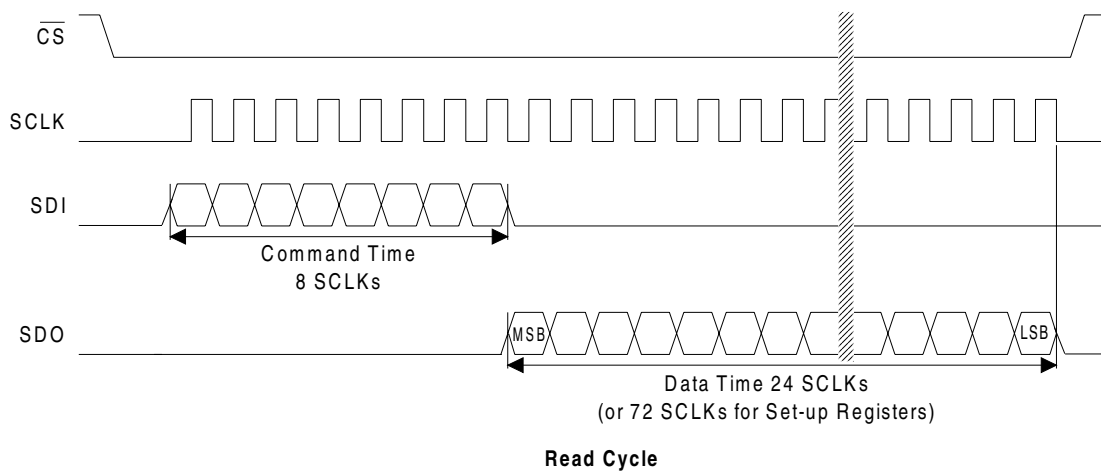 CS
SCLK
SDI
Command Time
8 SCLKs
SDO
MSB
LSB
Data Time 24 SCLKs
(or 72 SCLKs for Set-up Registers)
Read Cycle